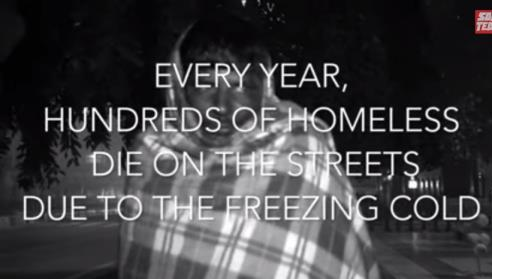 EVERY YEAR,
HUNDREDS OF HOMELESS
DIE ON THE STREETS
DUE TO THE FREEZING COLD